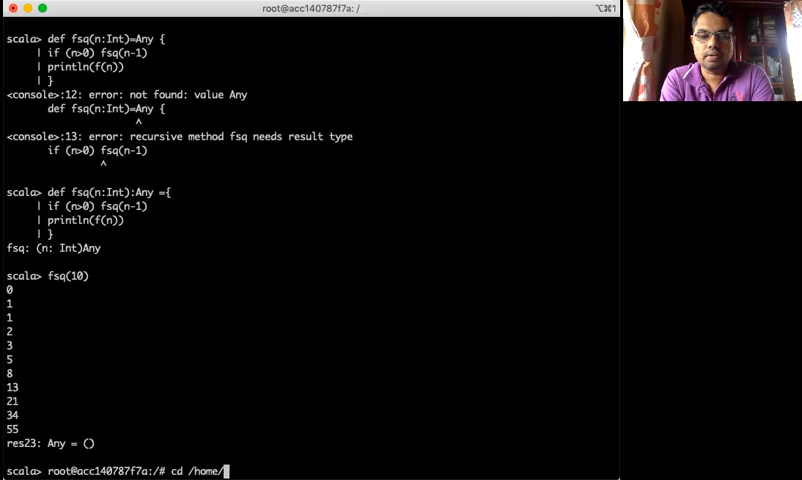 root@acc140787f7a: /
⌥⌘1
scala> def fsq(n:Int)=Any {
| if (n>0) fsq(n-1)
| println(f(n))
| }
<console>:12: error: not found: value Any
def fsq(n:Int)=Any {
^
<console>:13: error: recursive method fsq needs result type
if (n>0) fsq(n-1)
^
scala> def fsq(n:Int):Any ={
| if (n>0) fsq(n-1)
| println(f(n))
| }
fsq: (n: Int)Any
scala> fsq(10)
0
1
1
2
3
5
8
13
21
34
55
res23: Any = ()
scala> root@acc140787f7a:/# cd /home/